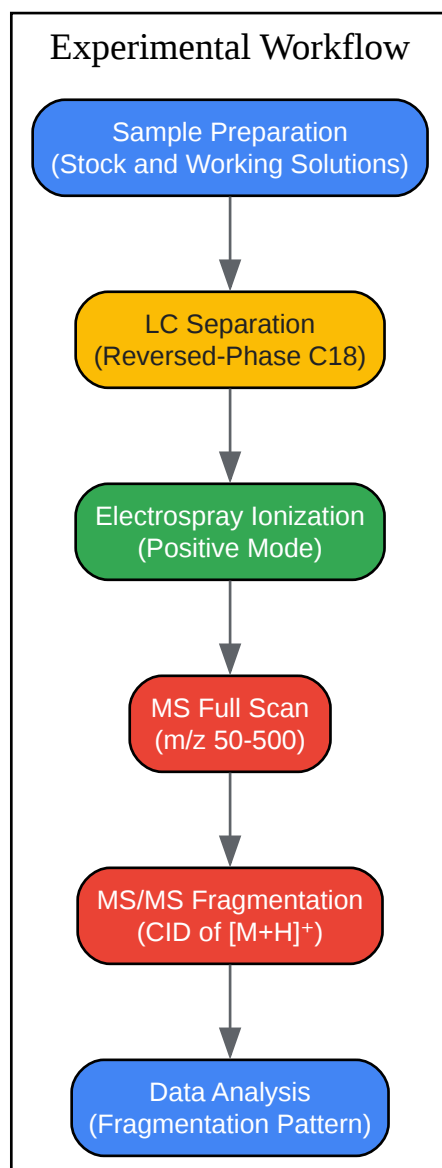 Experimental Workflow
Sample Preparation
(Stock and Working Solutions)
LC Separation
(Reversed-Phase C18)
Electrospray Ionization
(Positive Mode)
MS Full Scan
(m/z 50-500)
MS/MS Fragmentation
(CID of [M+H]⁺)
Data Analysis
(Fragmentation Pattern)